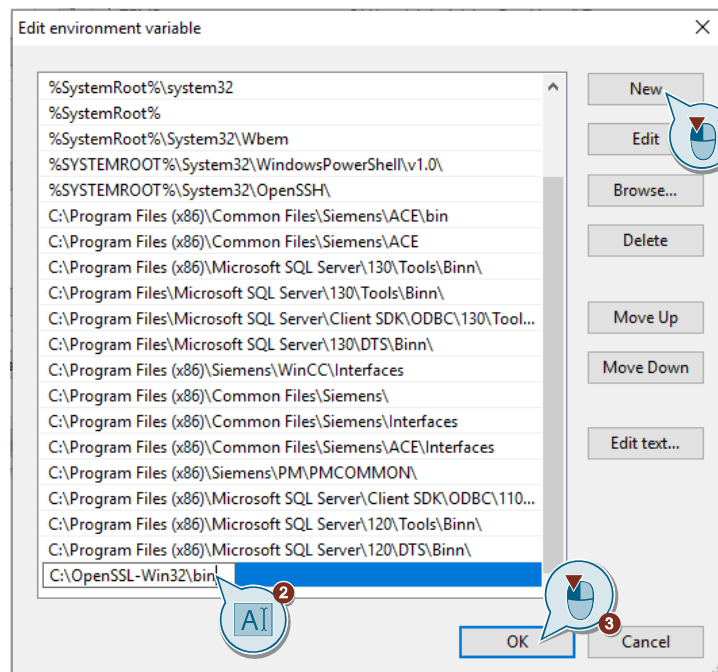 Edit environment variable
%SystemRoot%\system32
%SystemRoot%
%SystemRoot%\System32\Wbem
%SYSTEMROOT%\System32\WindowsPowerShell\v1.0\
%SYSTEMROOT%\System32\OpenSSH\
C:\Program Files (x86)\Common Files\Siemens\ACE\bin
C:\Program Files (x86)\Common Files\Siemens\ACE
C:\Program Files (x86)\Microsoft SQL Server\130\Tools\Binn\
C:\Program Files\Microsoft SQL Server\130\Tools\Binn\
C:\Program Files\Microsoft SQL Server\Client SDK\ODBC\130\Tool...
C:\Program Files\Microsoft SQL Server\130\DTS\Binn\
C:\Program Files (x86)\Siemens\WinCC\Interfaces
C:\Program Files (x86)\Common Files\Siemens\
C:\Program Files (x86)\Common Files\Siemens\Interfaces
C:\Program Files (x86)\Common Files\Siemens\ACE\Interfaces
C:\Program Files (x86)\Siemens\PM\PMCOMMON\
C:\Program Files (x86)\Microsoft SQL Server\Client SDK\ODBC\110...
C:\Program Files (x86)\Microsoft SQL Server\120\Tools\Binn\
C:\Program Files (x86)\Microsoft SQL Server\120\DTS\Binn\
C:\OpenSSL-Win32\bin
New
Edit
Browse...
Delete
Move Up
Move Down
Edit text...
2
A
3
OK
Cancel